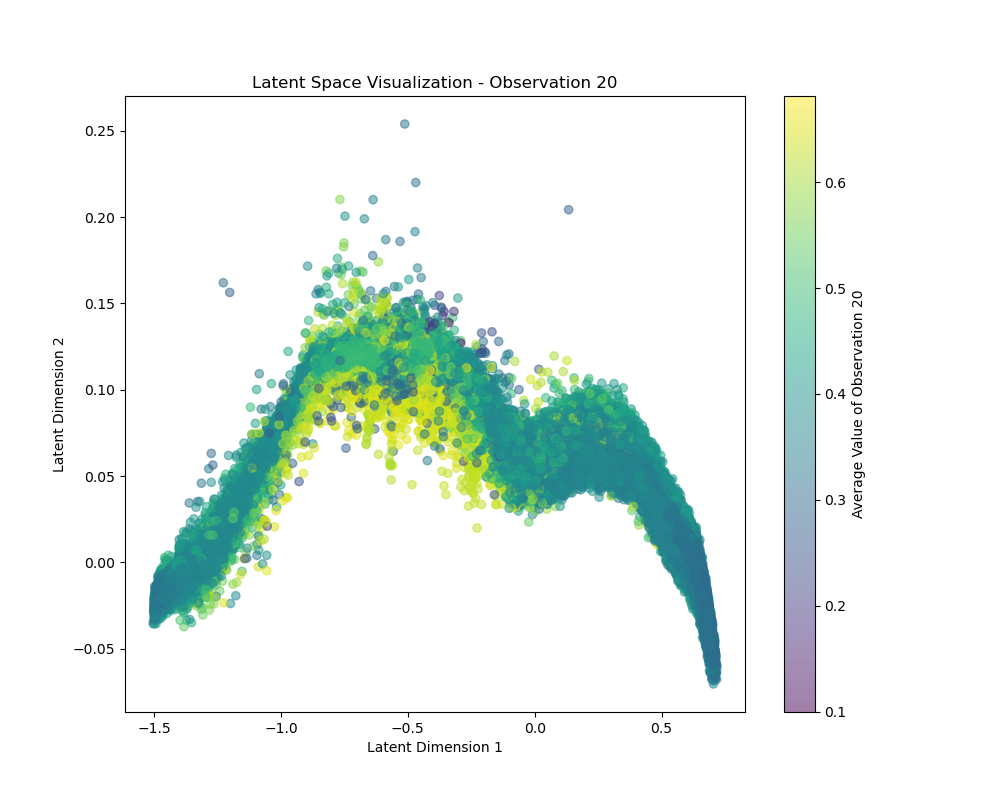 Latent Space Visualization - Observation 20
0.25
0.20
0.15
0.10
0.05
0.00
−0.05
Latent Dimension 2
−1.5 −1.0 −0.5 0.0 0.5
Latent Dimension 1
0.6
0.5
0.4
0.3
0.2
0.1
Average Value of Observation 20